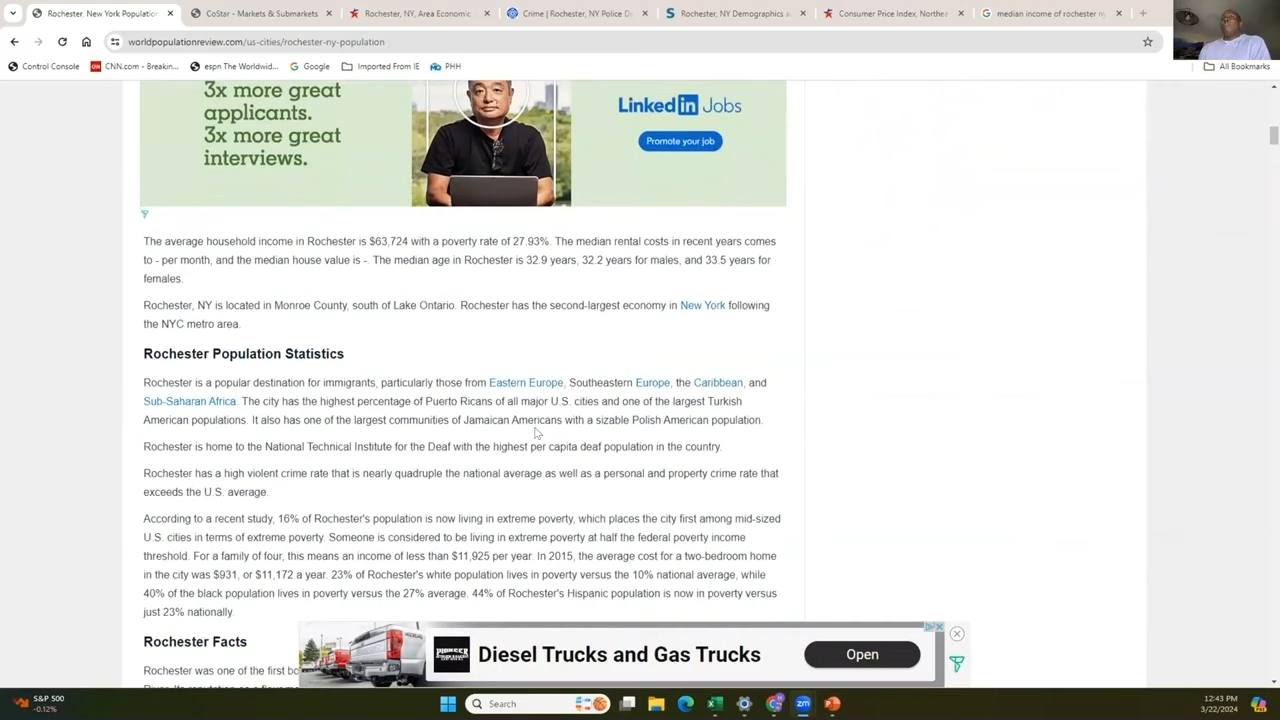 Rochester, New York Population
CoStar - Markets & Submarkets
Rochester, NY, Area Economic
Crime | Rochester, NY Police D
Rochester, NY Demographics a
Consumer Price Index, Northea
median income of rochester n
worldpopulationreview.com/us-cities/rochester-ny-population
Control Console
CNN.com - Breakin...
espn The Worldwid...
Google
Imported From IE
PHH
All Bookmarks
3x more great
applicants.
3x more great
interviews.
Linked in Jobs
Promote your job
The average household income in Rochester is $63,724 with a poverty rate of 27.93%. The median rental costs in recent years comes
to - per month, and the median house value is -. The median age in Rochester is 32.9 years, 32.2 years for males, and 33.5 years for
females.
Rochester, NY is located in Monroe County, south of Lake Ontario. Rochester has the second-largest economy in New York following
the NYC metro area.
Rochester Population Statistics
Rochester is a popular destination for immigrants, particularly those from Eastern Europe, Southeastern Europe, the Caribbean, and
Sub-Saharan Africa. The city has the highest percentage of Puerto Ricans of all major U.S. cities and one of the largest Turkish
American populations. It also has one of the largest communities of Jamaican Americans with a sizable Polish American population.
Rochester is home to the National Technical Institute for the Deaf with the highest per capita deaf population in the country.
Rochester has a high violent crime rate that is nearly quadruple the national average as well as a personal and property crime rate that
exceeds the U.S. average.
According to a recent study, 16% of Rochester's population is now living in extreme poverty, which places the city first among mid-sized
U.S. cities in terms of extreme poverty. Someone is considered to be living in extreme poverty at half the federal poverty income
threshold. For a family of four, this means an income of less than $11,925 per year. In 2015, the average cost for a two-bedroom home
in the city was $931, or $11,172 a year. 23% of Rochester's white population lives in poverty versus the 10% national average, while
40% of the black population lives in poverty versus the 27% average. 44% of Rochester's Hispanic population is now in poverty versus
just 23% nationally.
Rochester Facts
Rochester was one of the first bo
Diesel Trucks and Gas Trucks
Open
S&P 500
-0.12%
Search
12:43 PM
3/22/2024